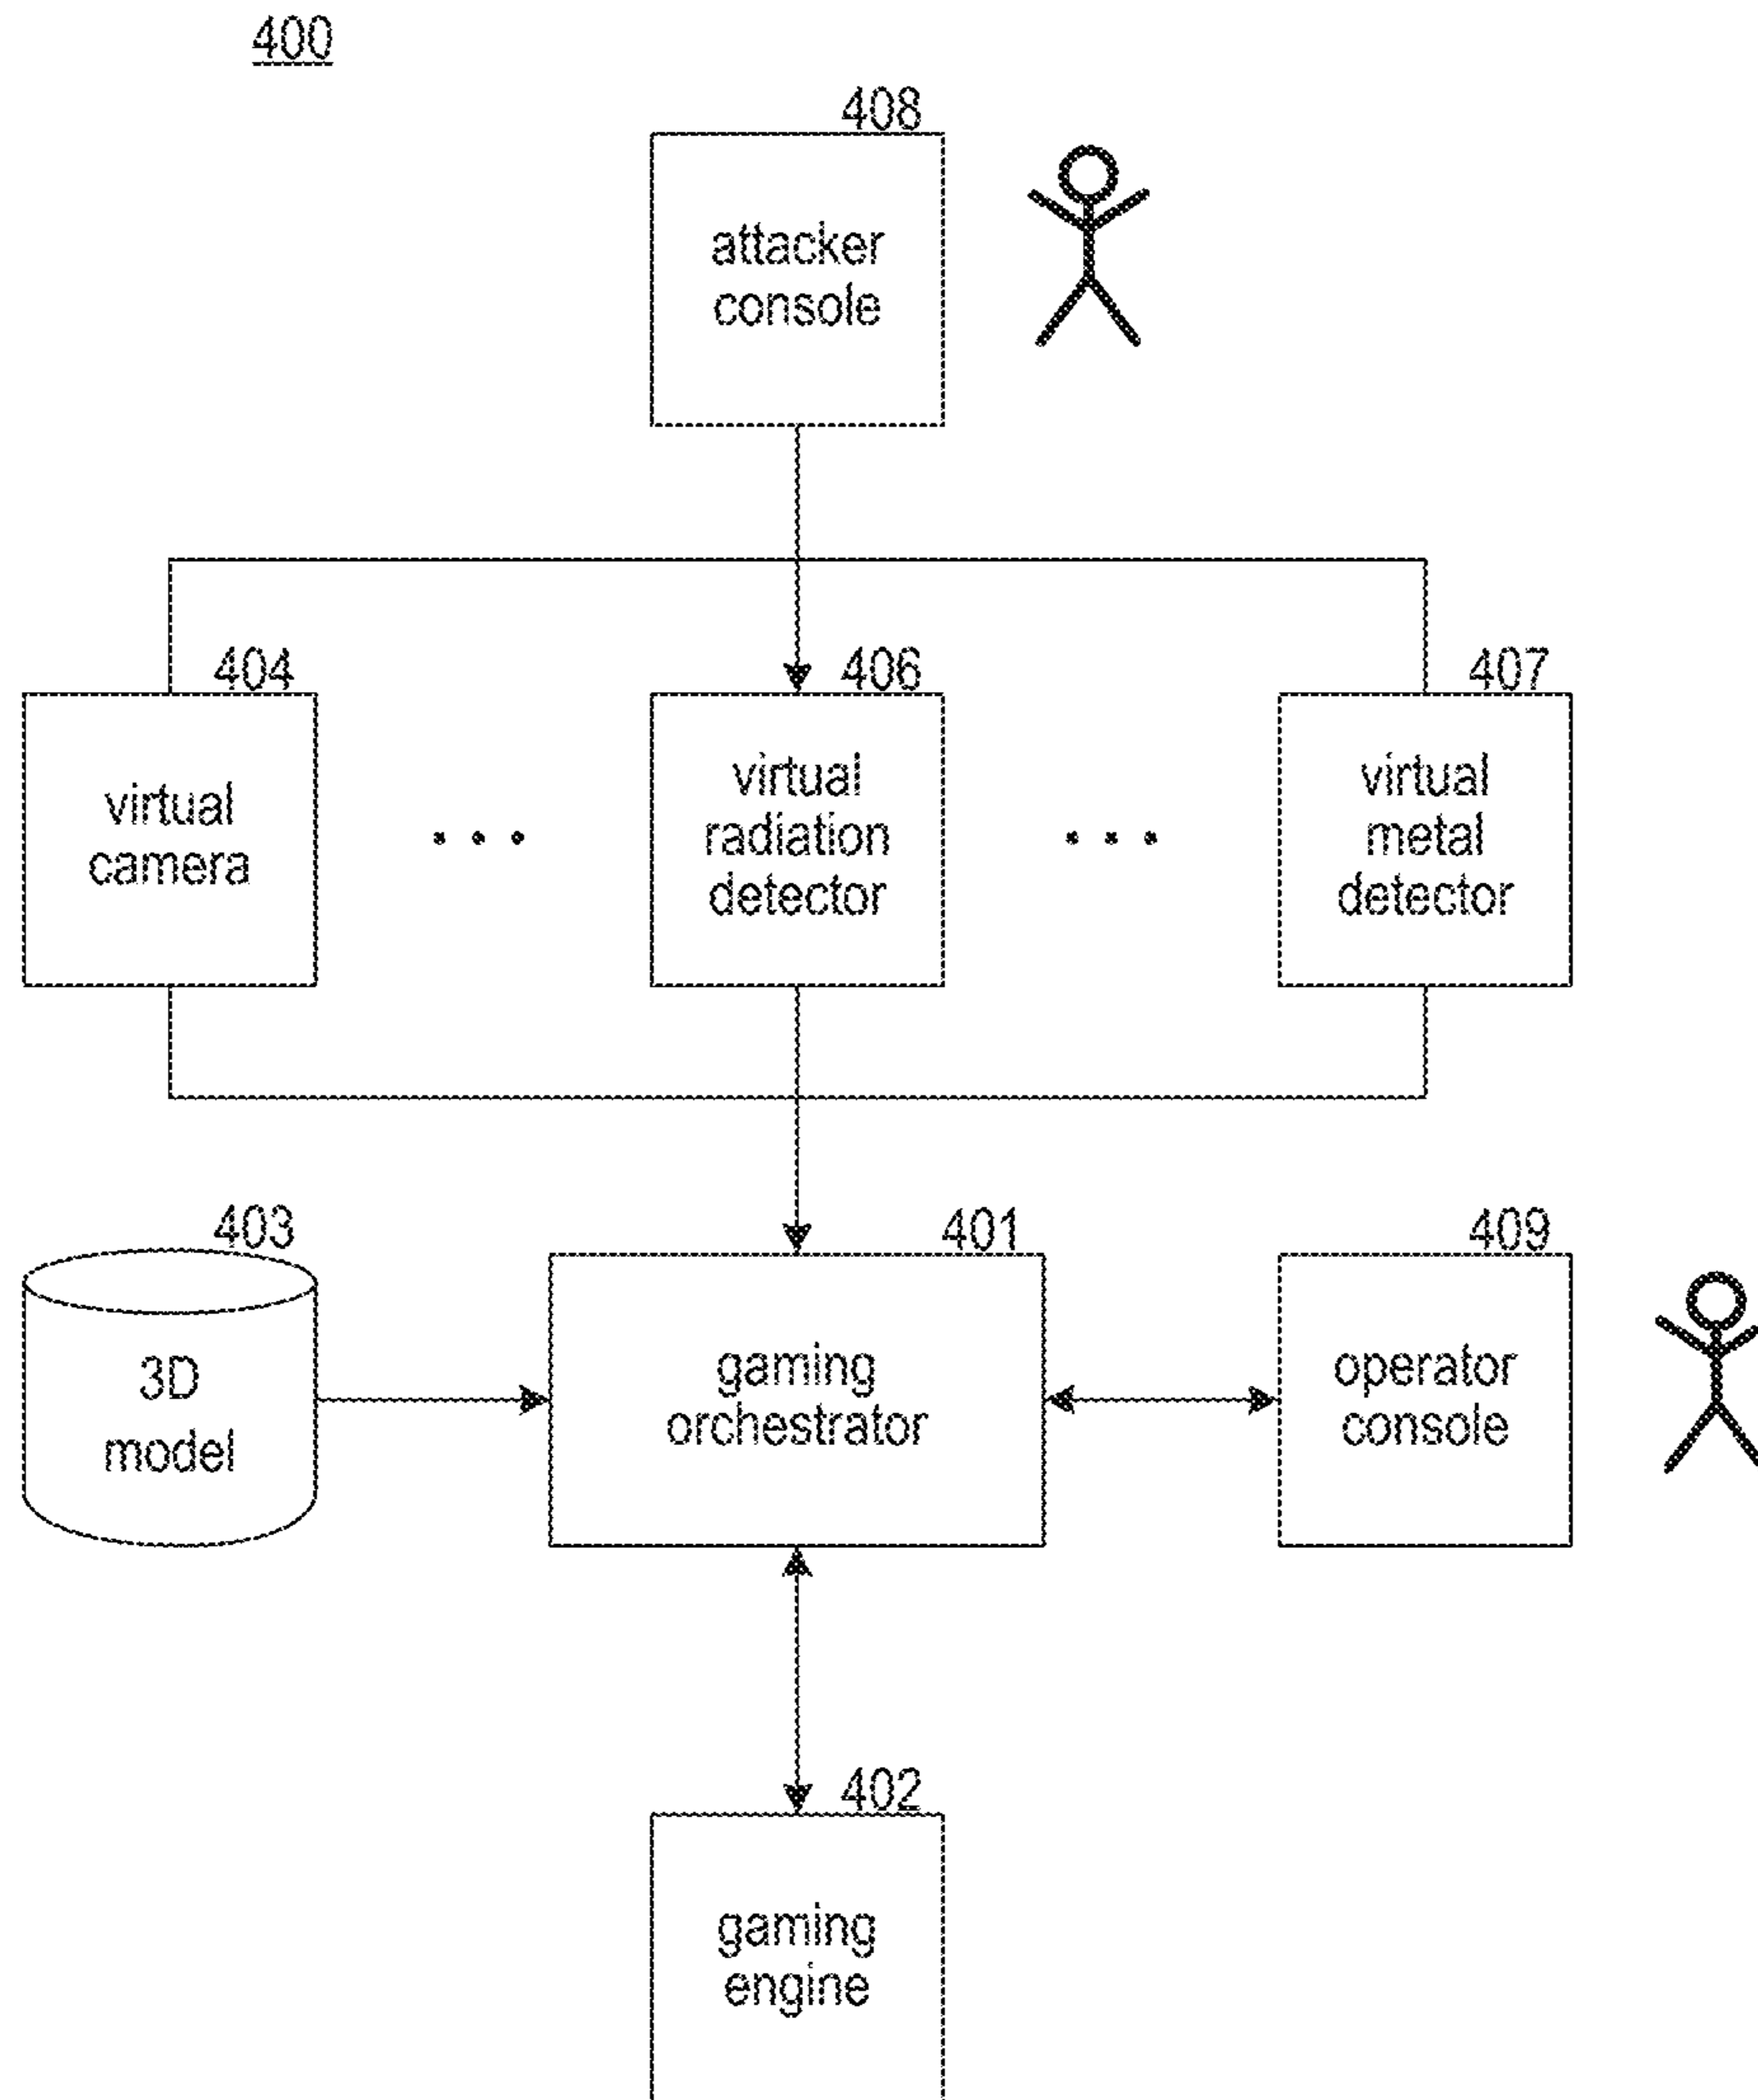 400
408
attacker
console
404
406
407
virtual
camera
. . .
virtual
radiation
detector
. . .
virtual
metal
detector
403
401
409
3D
model
gaming
orchestrator
operator
console
402
gaming
engine